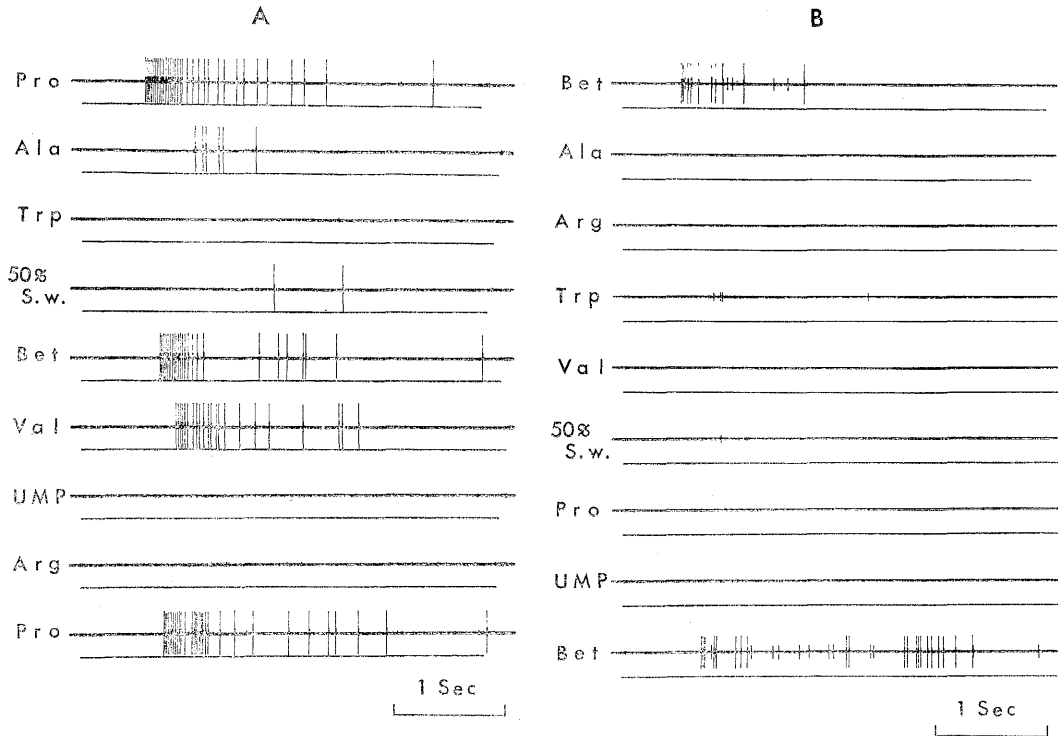 A
Pro
Ala
Trp
50%
S.w.
Bet
Val
UMP
Arg
Pro
1 Sec
B
Bet
Ala
Arg
Trp
Val
50%
S.w.
Pro
UMP
Bet
1 Sec